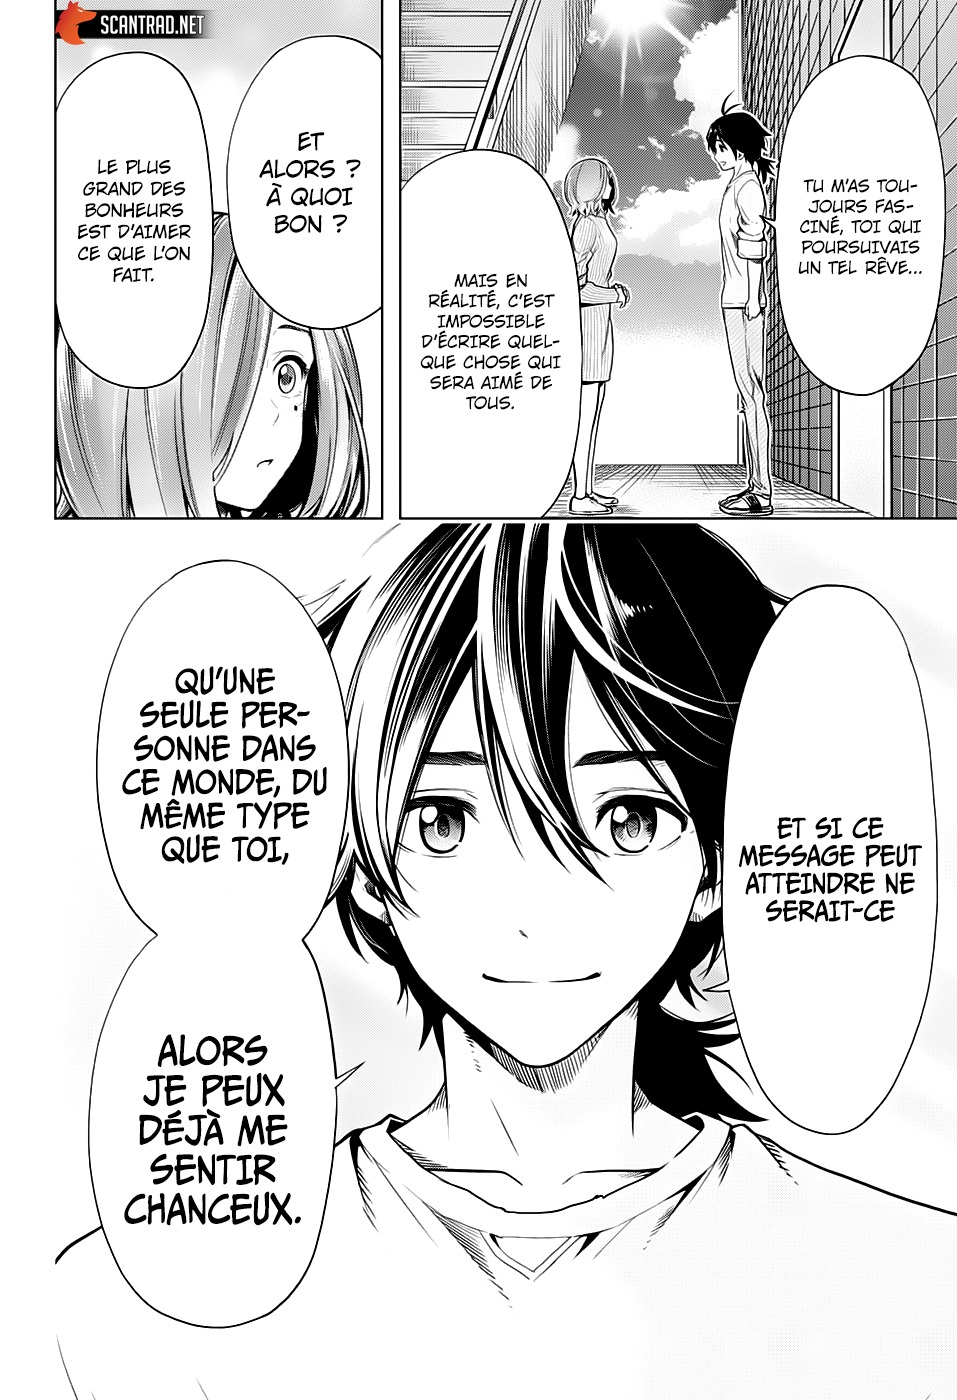 SCANTRAD.NET
TU M'AS TOU-
JOURS FAS-
CINÉ, TOI QUI
POURSUIVAIS
UN TEL RÊVE...
MAIS EN
RÉALITÉ, C'EST
IMPOSSIBLE
D'ÉCRIRE QUEL-
QUE CHOSE QUI
SERA AIMÉ DE
TOUS.
ET
ALORS ?
À QUOI
BON ?
LE PLUS
GRAND DES
BONHEURS
EST D'AIMER
CE QUE L'ON
FAIT.
ET SI CE
MESSAGE PEUT
ATTEINDRE NE
SERAIT-CE
QU'UNE
SEULE PER-
SONNE DANS
CE MONDE, DU
MÊME TYPE
QUE TOI,
ALORS
JE PEUX
DÉJÀ ME
SENTIR
CHANCEUX.